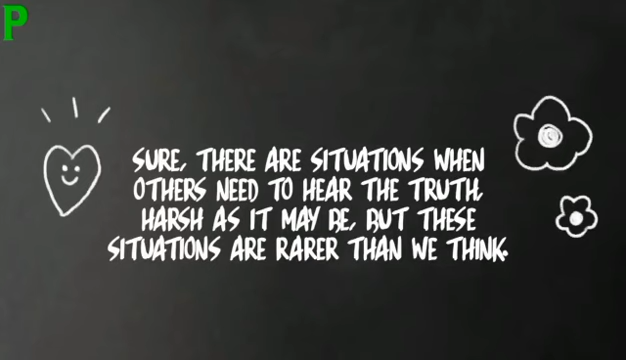 P
SURE, THERE ARE SITUATIONS WHEN
OTHERS NEED TO HEAR THE TRUTH,
HARSH AS IT MAY BE, BUT THESE
SITUATIONS ARE RARER THAN WE THINK.